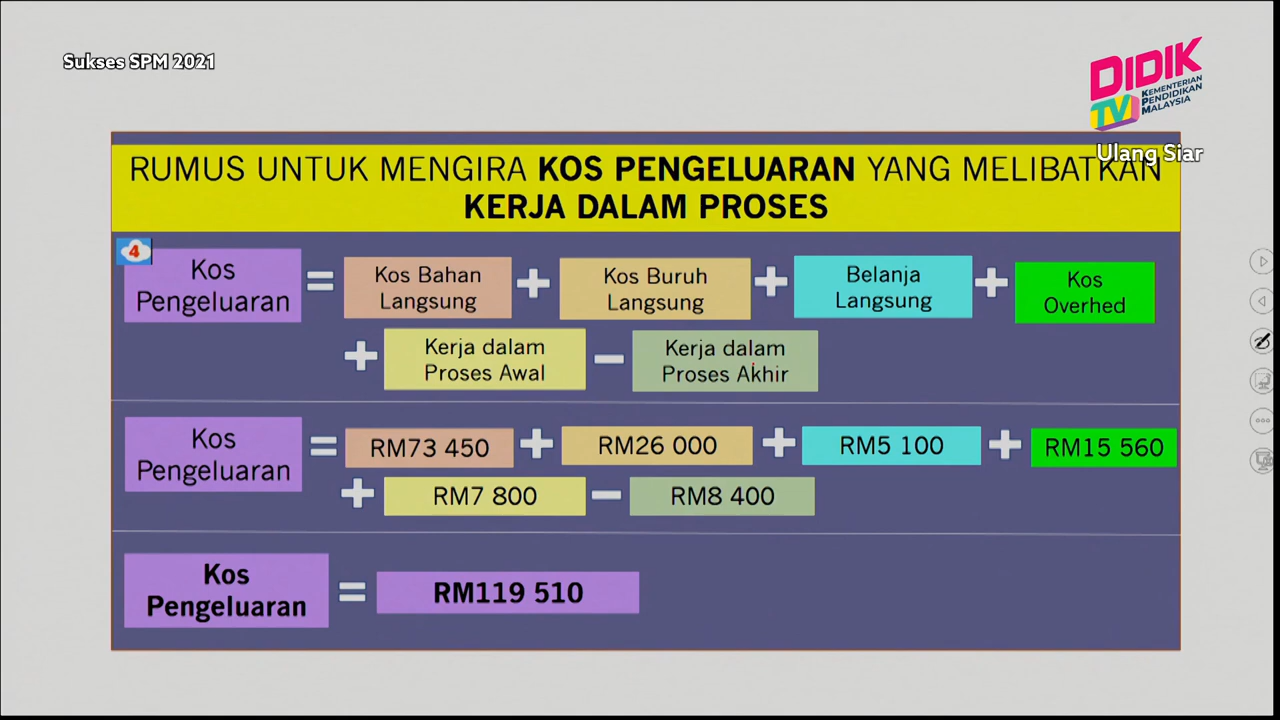 Sukses SPM 2021
DIDIK
TV
KEMENTERIAN
PENDIDIKAN
MALAYSIA
Ulang Siar
RUMUS UNTUK MENGIRA KOS PENGELUARAN YANG MELIBATKAN
KERJA DALAM PROSES
4
Kos
Pengeluaran
=
Kos Bahan
Langsung
+
Kos Buruh
Langsung
+
Belanja
Langsung
+
Kos
Overhed
+
Kerja dalam
Proses Awal
−
Kerja dalam
Proses Akhir
Kos
Pengeluaran
= RM73 450 + RM26 000 + RM5 100 + RM15 560
+ RM7 800 − RM8 400
Kos
Pengeluaran
= RM119 510